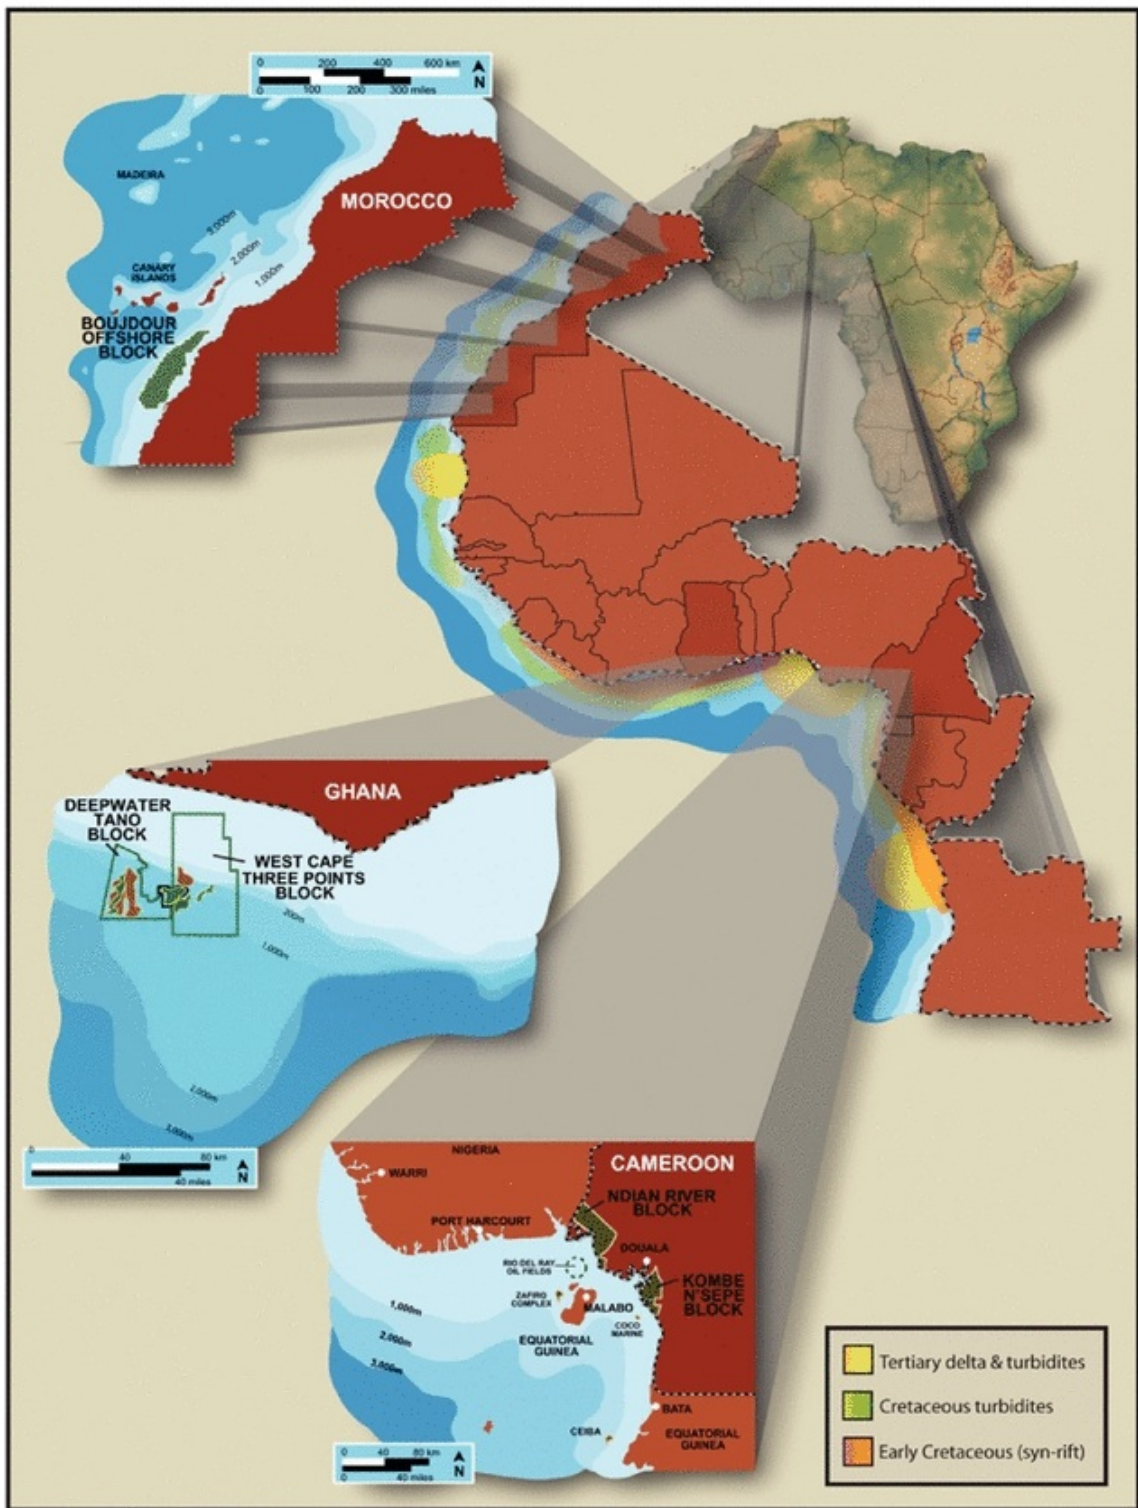 0 200 400 600 km
0 100 200 300 miles
N
MADEIRA
MOROCCO
3,000m
2,000m
1,000m
CANARY
ISLANDS
BOUJDOUR
OFFSHORE
BLOCK
GHANA
DEEPWATER
TANO
BLOCK
WEST CAPE
THREE POINTS
BLOCK
200m
1,000m
2,000m
3,000m
0 40 80 km
40 miles
N
NIGERIA
CAMEROON
WARRI
NDIAN RIVER
BLOCK
PORT HARCOURT
DOUALA
RIO DEL RAY
OIL FIELDS
KOMBE
N'SEPE
BLOCK
ZAFIRO
COMPLEX
MALABO
1,000m
COCO
MARINE
2,000m
EQUATORIAL
GUINEA
3,000m
BATA
CEIBA
EQUATORIAL
GUINEA
0 40 80 km
0 40 miles
N
Tertiary delta & turbidites
Cretaceous turbidites
Early Cretaceous (syn-rift)